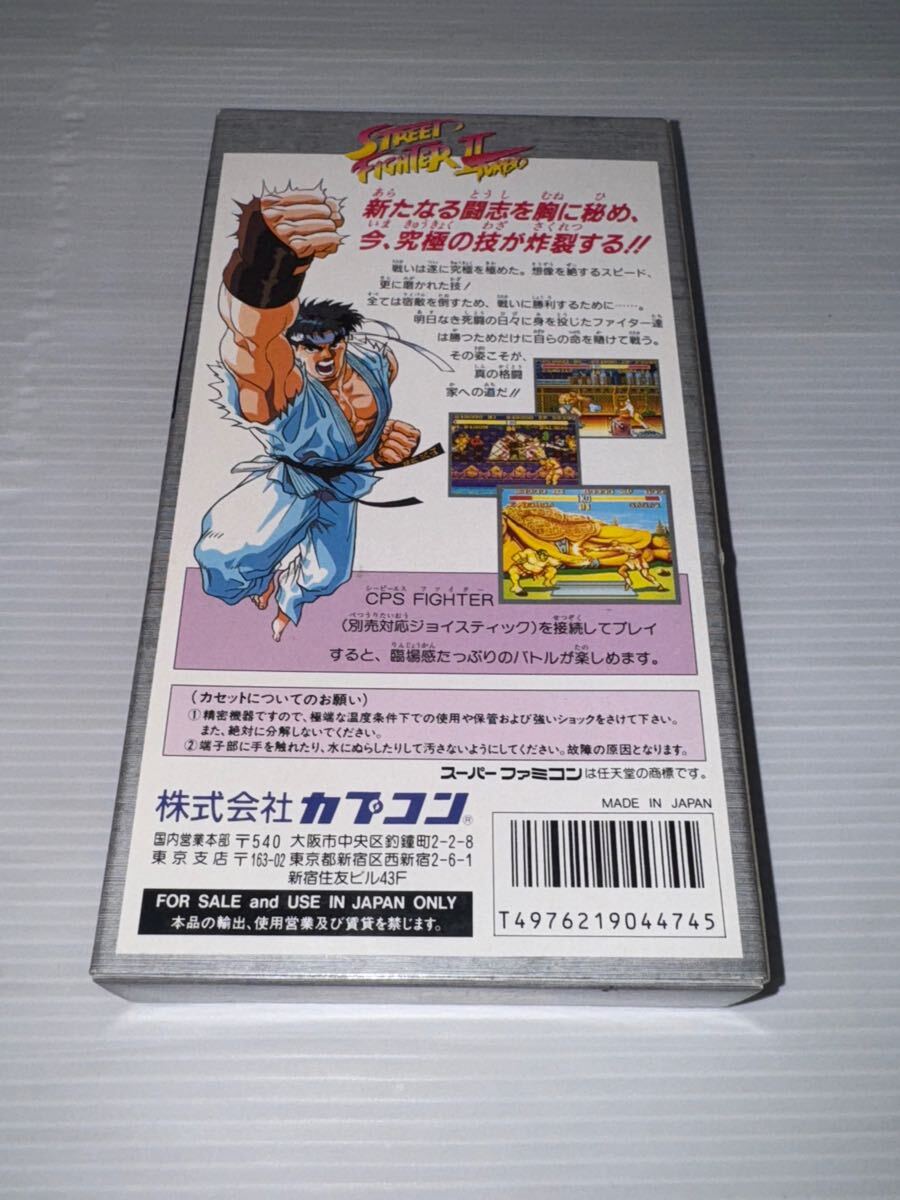 STREET
FIGHTER II
TURBO
新たなる闘志を胸に秘め、
今、究極の技が炸裂する!!
戦いは遂に究極を極めた。想像を絶するスピード、
更に磨かれた技!
全ては宿敵を倒すため、戦いに勝利するために……。
明日なき死闘の日々に身を投じたファイター達
は勝つためだけに自らの命を賭けて戦う。
その姿こそが、
真の格闘
家への道だ!!
CPS FIGHTER
(別売対応ジョイスティック)を接続してプレイ
すると、臨場感たっぷりのバトルが楽しめます。
(カセットについてのお願い)
①精密機器ですので、極端な温度条件下での使用や保管および強いショックをさけて下さい。
また、絶対に分解しないでください。
②端子部に手を触れたり、水にぬらしたりして汚さないようにしてください。故障の原因となります。
スーパーファミコンは任天堂の商標です。
株式会社 カプコン®
MADE IN JAPAN
国内営業本部 〒540 大阪市中央区釣鐘町2-2-8
東京支店 〒163-02 東京都新宿区西新宿2-6-1
新宿住友ビル43F
FOR SALE and USE IN JAPAN ONLY
本品の輸出、使用営業及び賃貸を禁じます。
T4976219044745